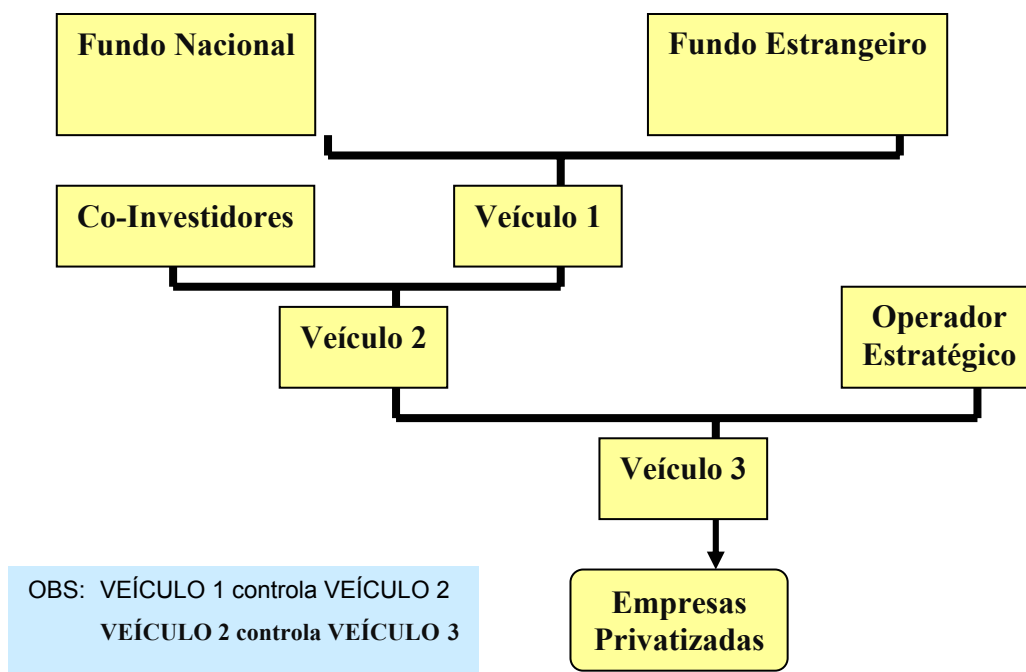 Fundo Nacional
Fundo Estrangeiro
Co-Investidores
Veículo 1
Veículo 2
Operador
Estratégico
Veículo 3
OBS: VEÍCULO 1 controla VEÍCULO 2
VEÍCULO 2 controla VEÍCULO 3
Empresas
Privatizadas